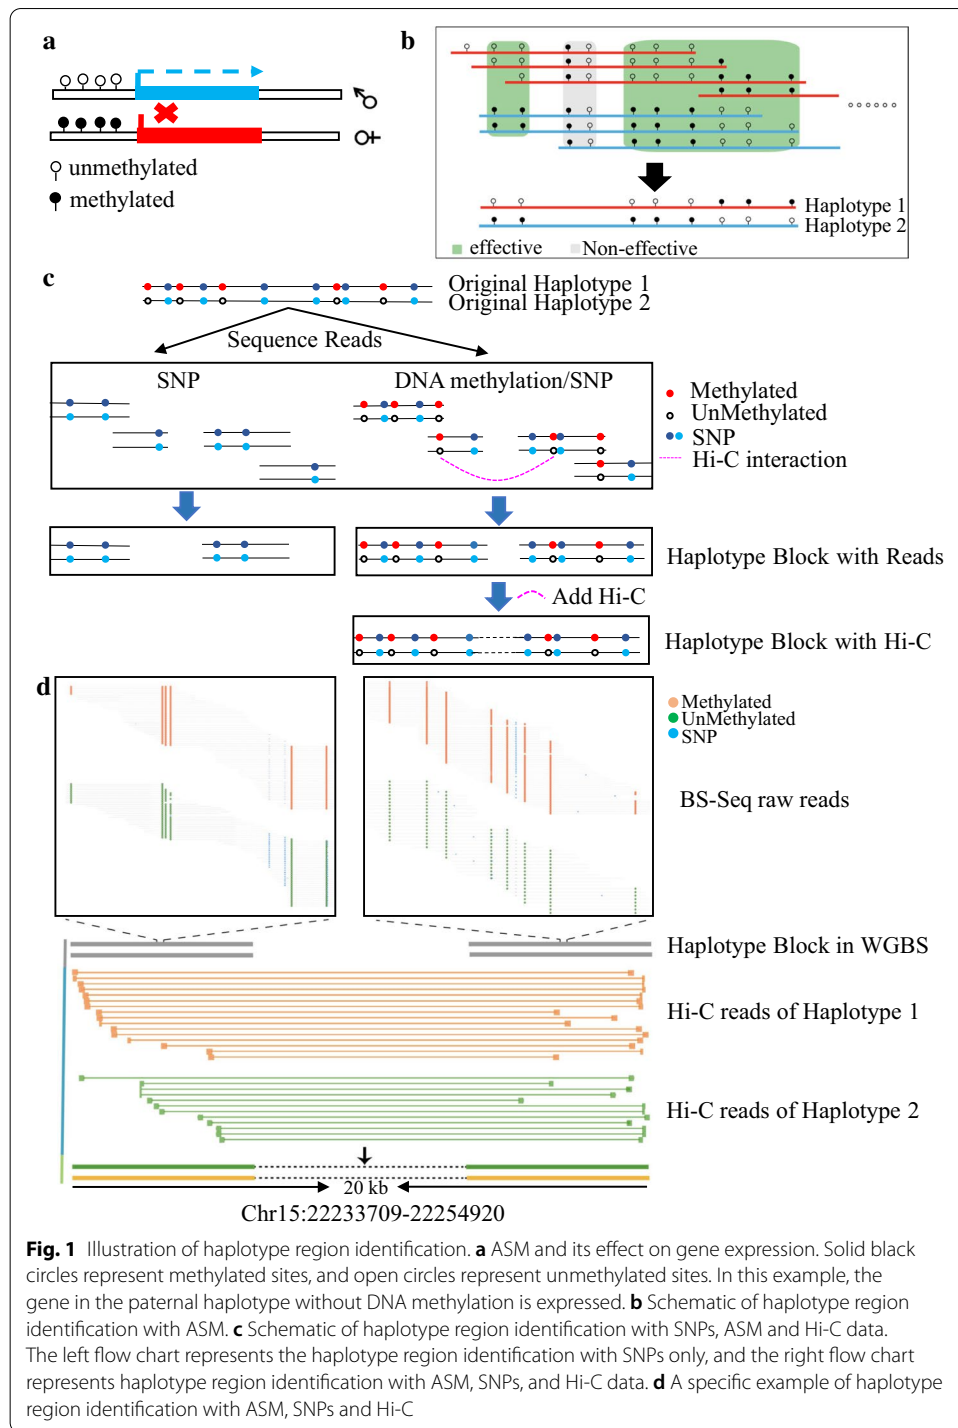 a
unmethylated
methylated
b
Haplotype 1
Haplotype 2
effective
Non-effective
c
Original Haplotype 1
Original Haplotype 2
Sequence Reads
SNP
DNA methylation/SNP
Methylated
UnMethylated
SNP
Hi-C interaction
Haplotype Block with Reads
Add Hi-C
Haplotype Block with Hi-C
d
Methylated
UnMethylated
SNP
BS-Seq raw reads
Haplotype Block in WGBS
Hi-C reads of Haplotype 1
Hi-C reads of Haplotype 2
20 kb
Chr15:22233709-22254920
Fig. 1 Illustration of haplotype region identification. a ASM and its effect on gene expression. Solid black
circles represent methylated sites, and open circles represent unmethylated sites. In this example, the
gene in the paternal haplotype without DNA methylation is expressed. b Schematic of haplotype region
identification with ASM. c Schematic of haplotype region identification with SNPs, ASM and Hi-C data.
The left flow chart represents the haplotype region identification with SNPs only, and the right flow chart
represents haplotype region identification with ASM, SNPs, and Hi-C data. d A specific example of haplotype
region identification with ASM, SNPs and Hi-C